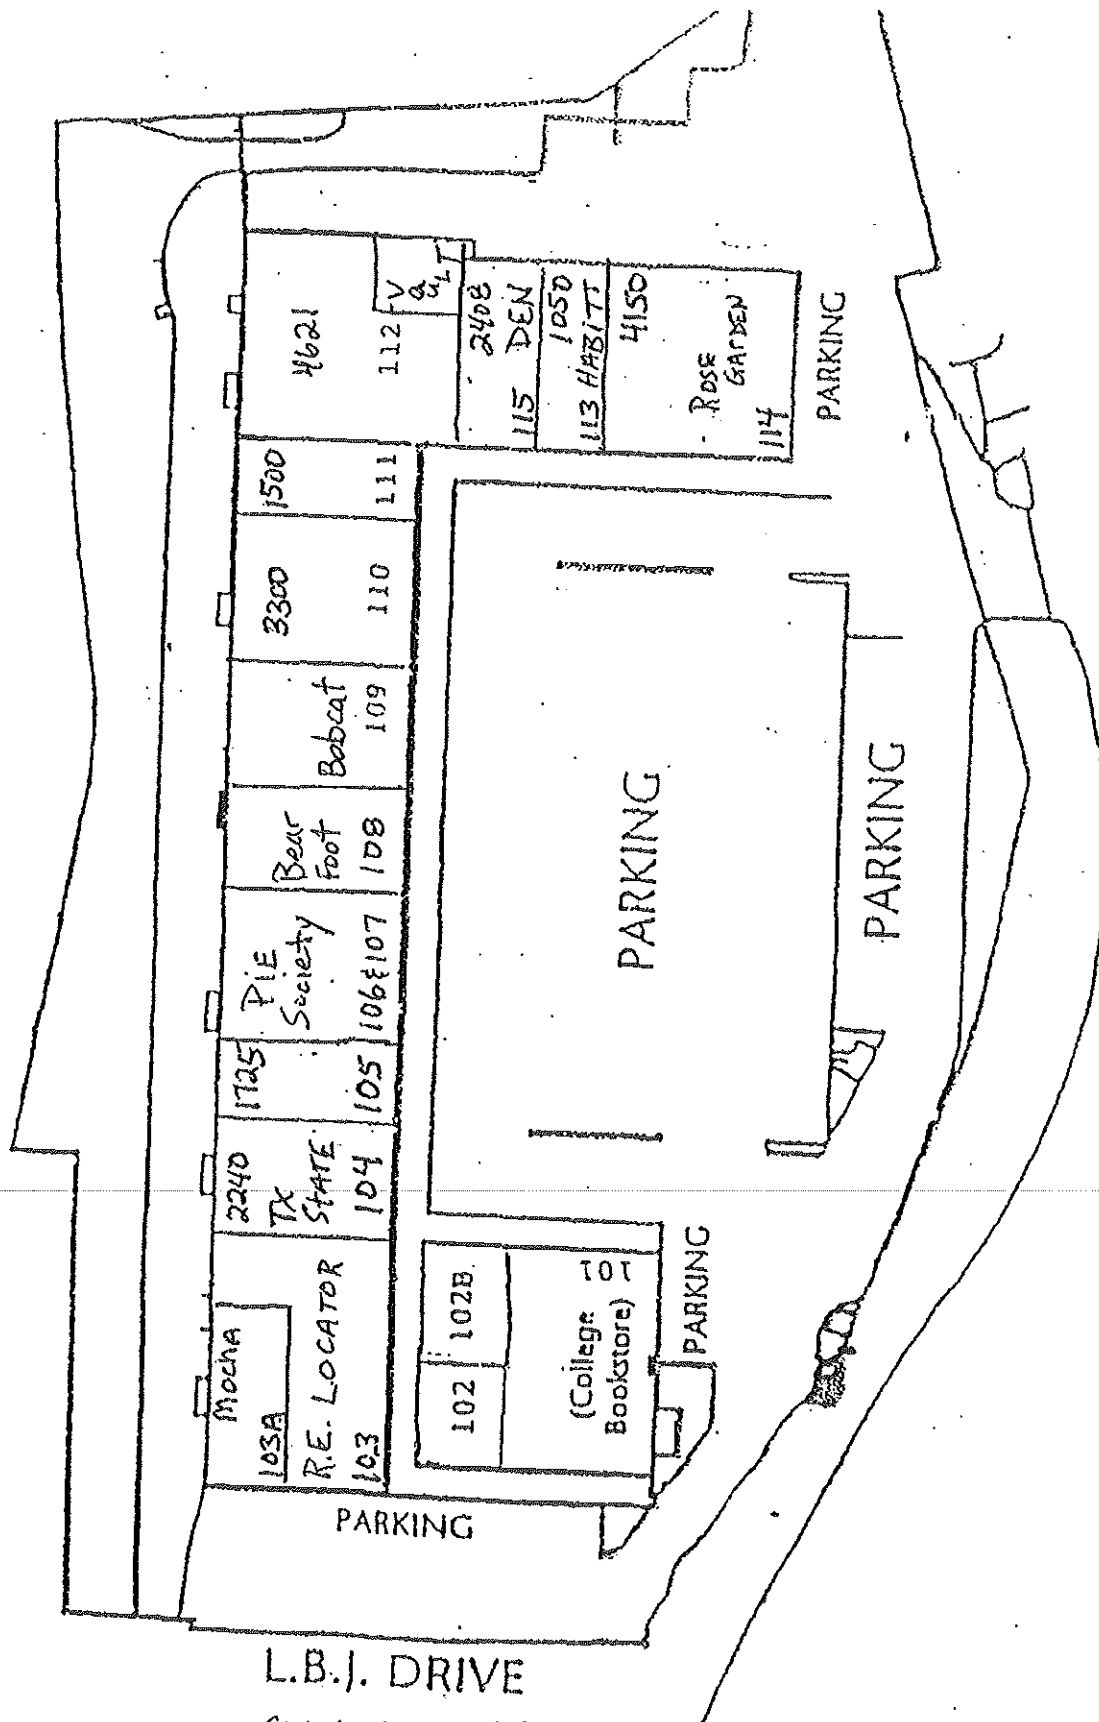 4621
112
VauLT
2408
115 DEN
1050
113 HABITT
4150
ROSE
GARDEN
114
PARKING
1500
111
3300
110
Bobcat
109
Bear
Foot
108
PIE
Society
106&107
1725
105
2240
TX
STATE
104
Mocha
103A
R.E. LOCATOR
103
102B
102
101
(College
Bookstore)
PARKING
PARKING
PARKING
PARKING
L.B.J. DRIVE